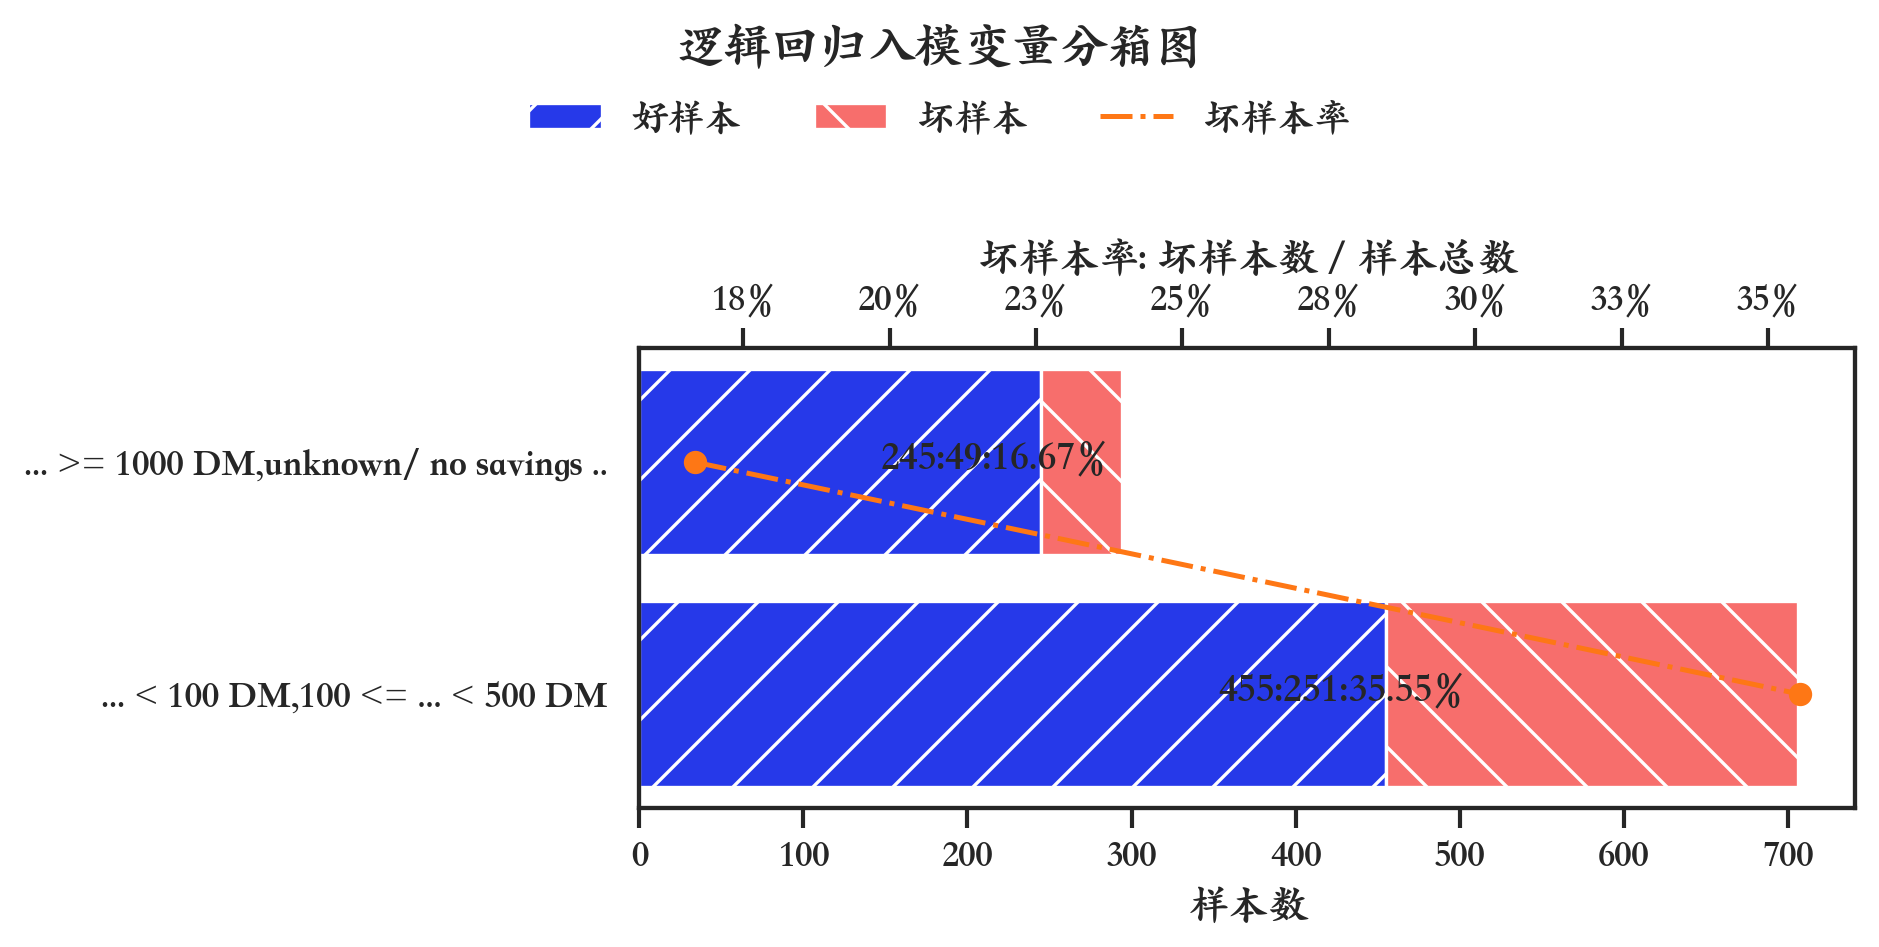 逻辑回归入模变量分箱图
好样本 坏样本 坏样本率
坏样本率: 坏样本数 / 样本总数
18% 20% 23% 25% 28% 30% 33% 35%
... >= 1000 DM,unknown/ no savings ..
245:49:16.67%
... < 100 DM,100 <= ... < 500 DM
455:251:35.55%
0 100 200 300 400 500 600 700
样本数